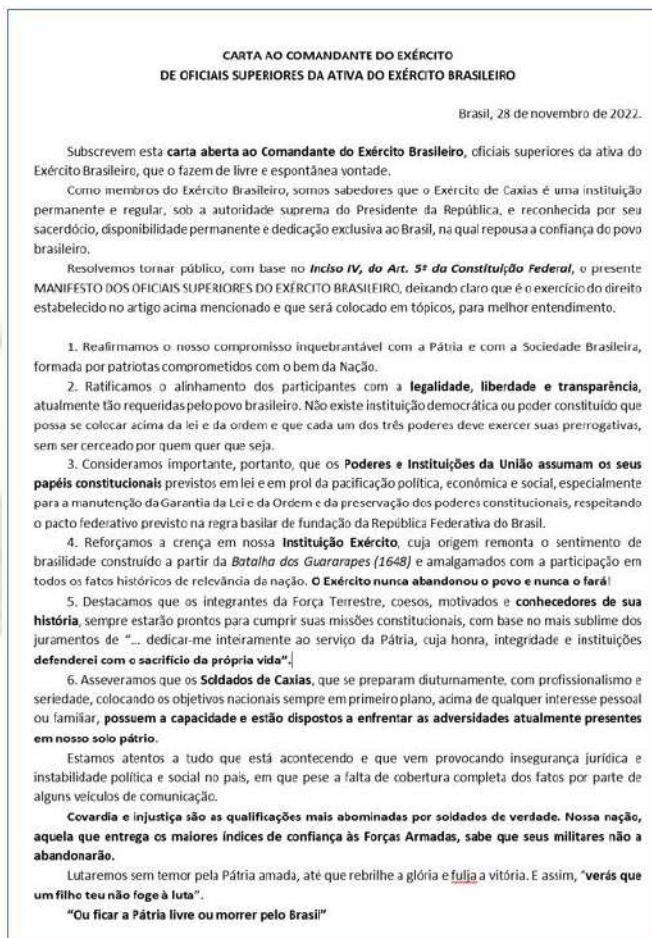 CARTA AO COMANDANTE DO EXÉRCITO
DE OFICIAIS SUPERIORES DA ATIVA DO EXÉRCITO BRASILEIRO
Brasil, 28 de novembro de 2022.
Subscrevem esta carta aberta ao Comandante do Exército Brasileiro, oficiais superiores da ativa do
Exército Brasileiro, que o fazem de livre e espontânea vontade.
Como membros do Exército Brasileiro, somos sabedores que o Exército de Caxias é uma instituição
permanente e regular, sob a autoridade suprema do Presidente da República, e reconhecida por seu
sacerdócio, disponibilidade permanente e dedicação exclusiva ao Brasil, na qual repousa a confiança do povo
brasileiro.
Resolvemos tornar público, com base no Inciso IV, do Art. 5º da Constituição Federal, o presente
MANIFESTO DOS OFICIAIS SUPERIORES DO EXÉRCITO BRASILEIRO, deixando claro que é o exercício do direito
estabelecido no artigo acima mencionado e que será colocado em tópicos, para melhor entendimento.
1. Reafirmamos o nosso compromisso inquebrantável com a Pátria e com a Sociedade Brasileira,
formada por patriotas comprometidos com o bem da Nação.
2. Ratificamos o alinhamento dos participantes com a legalidade, liberdade e transparência,
atualmente tão requeridas pelo povo brasileiro. Não existe instituição democrática ou poder constituído que
possa se colocar acima da lei e da ordem e que cada um dos três poderes deve exercer suas prerrogativas,
sem ser cerceado por quem quer que seja.
3. Consideramos importante, portanto, que os Poderes e Instituições da União assumam os seus
papéis constitucionais previstos em lei e em prol da pacificação política, econômica e social, especialmente
para a manutenção da Garantia da Lei e da Ordem e da preservação dos poderes constitucionais, respeitando
o pacto federativo previsto na regra basilar de fundação da República Federativa do Brasil.
4. Reforçamos a crença em nossa Instituição Exército, cuja origem remonta o sentimento de
brasilidade construído a partir da Batalha dos Guararapes (1648) e amalgamados com a participação em
todos os fatos históricos de relevância da nação. O Exército nunca abandonou o povo e nunca o fará!
5. Destacamos que os integrantes da Força Terrestre, coesos, motivados e conhecedores de sua
história, sempre estarão prontos para cumprir suas missões constitucionais, com base no mais sublime dos
juramentos de "... dedicar-me inteiramente ao serviço da Pátria, cuja honra, integridade e instituições
defenderei com o sacrifício da própria vida".
6. Asseveramos que os Soldados de Caxias, que se preparam diuturnamente, com profissionalismo e
seriedade, colocando os objetivos nacionais sempre em primeiro plano, acima de qualquer interesse pessoal
ou familiar, possuem a capacidade e estão dispostos a enfrentar as adversidades atualmente presentes
em nosso solo pátrio.
Estamos atentos a tudo que está acontecendo e que vem provocando insegurança jurídica e
instabilidade política e social no país, em que pese a falta de cobertura completa dos fatos por parte de
alguns veículos de comunicação.
Covardia e injustiça são as qualificações mais abominadas por soldados de verdade. Nossa nação,
aquela que entrega os maiores índices de confiança às Forças Armadas, sabe que seus militares não a
abandonarão.
Lutaremos sem temor pela Pátria amada, até que rebrilhe a glória e fulja a vitória. E assim, "verás que
um filho teu não foge à luta".
"Ou ficar a Pátria livre ou morrer pelo Brasil"